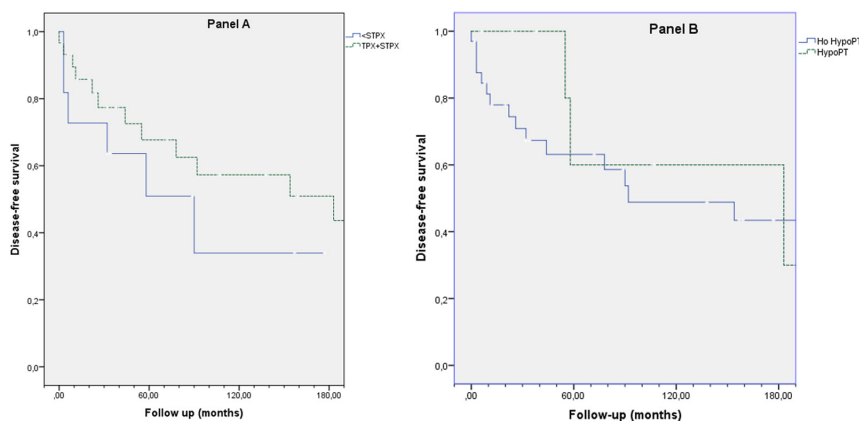 Panel A
<STPX
TPX+STPX
1,0
0,8
0,6
0,4
0,2
0,0
Disease-free survival
,00
60,00
120,00
180,00
Follow up (months)
Panel B
Ho HypoPT
HypoPT
1,0
0,8
0,6
0,4
0,2
0,0
Disease-free survival
,00
60,00
120,00
180,00
Follow-up (months)